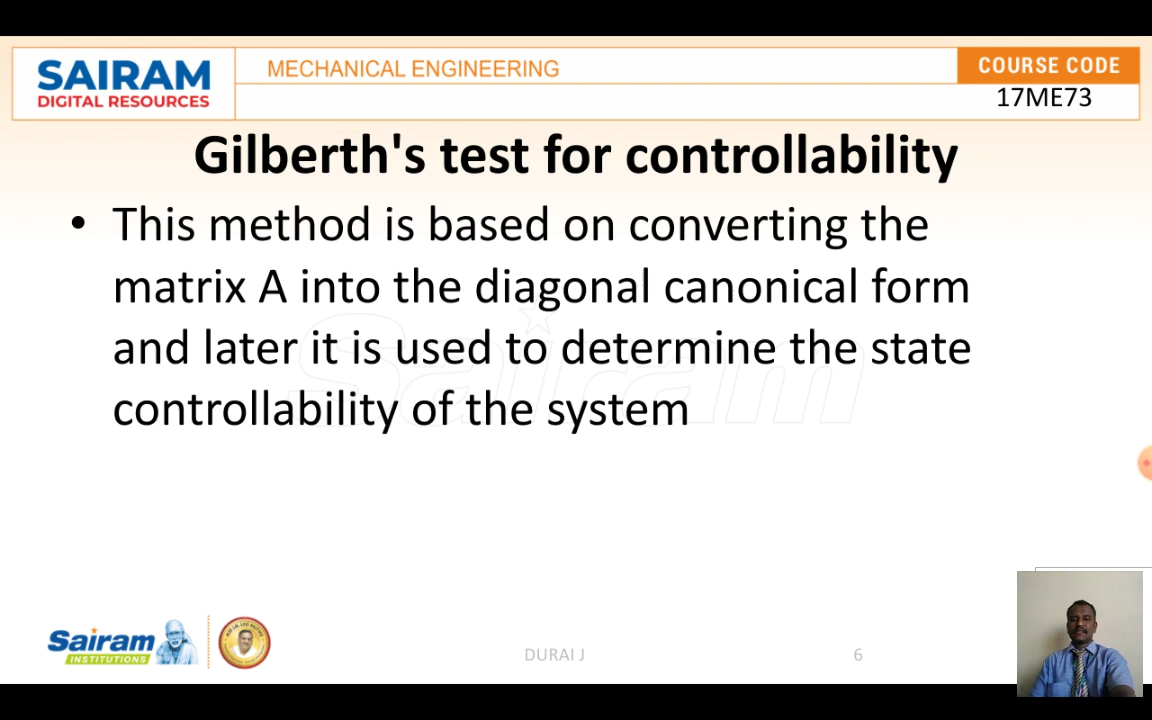 SAIRAM
DIGITAL RESOURCES
MECHANICAL ENGINEERING
COURSE CODE
17ME73
Gilberth's test for controllability
• This method is based on converting the
matrix A into the diagonal canonical form
and later it is used to determine the state
controllability of the system
Sairam
Sairam
INSTITUTIONS
DURAI J
6